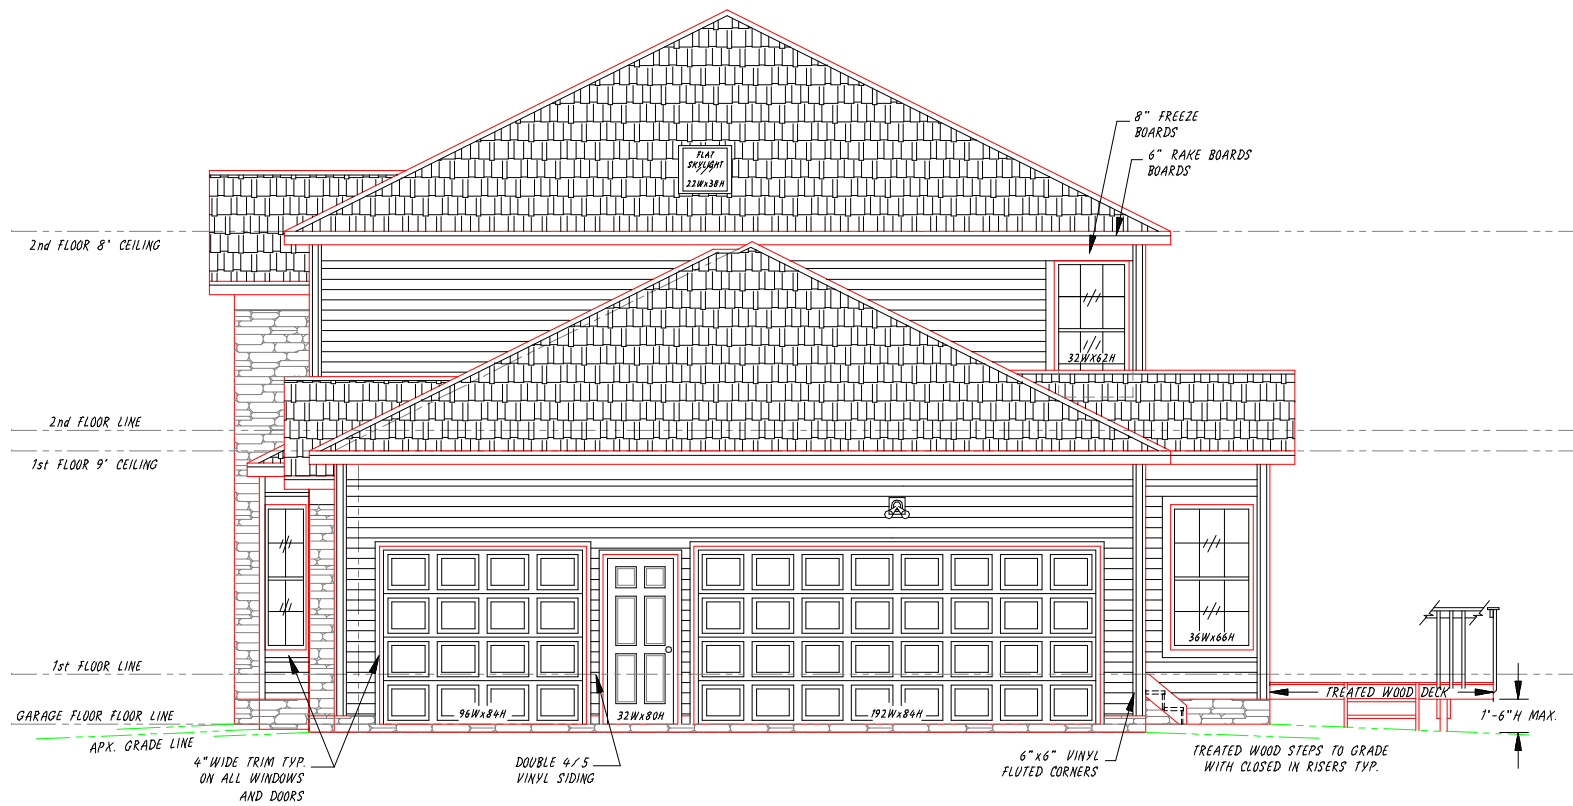 8" FREEZE
BOARDS
6" RAKE BOARDS
BOARDS
FLAT
SKYLIGHT
22Wx38H
2nd FLOOR 8' CEILING
32Wx62H
2nd FLOOR LINE
1st FLOOR 9' CEILING
36Wx66H
1st FLOOR LINE
TREATED WOOD DECK
96Wx84H
32Wx80H
192Wx84H
GARAGE FLOOR FLOOR LINE
1'-6"H MAX.
APX. GRADE LINE
4"WIDE TRIM TYP.
ON ALL WINDOWS
AND DOORS
DOUBLE 4/5
VINYL SIDING
6"x6" VINYL
FLUTED CORNERS
TREATED WOOD STEPS TO GRADE
WITH CLOSED IN RISERS TYP.